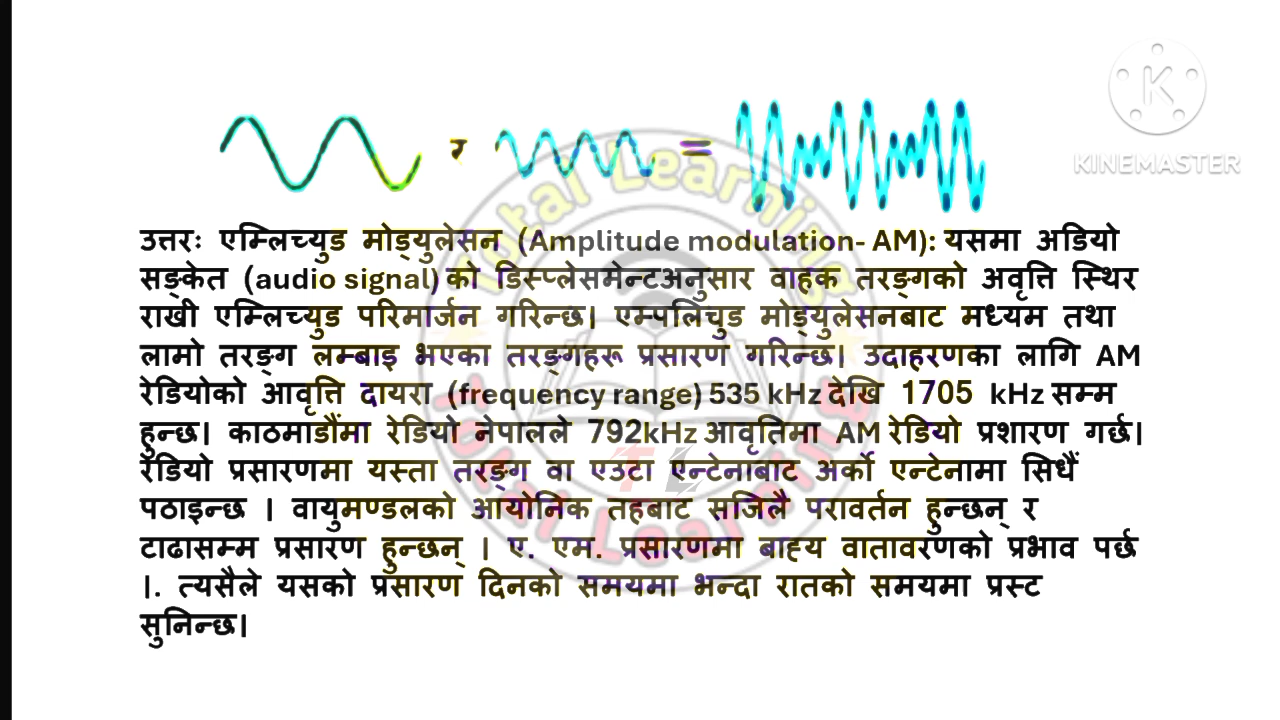 KINEMASTER
र =
उत्तरः एम्लिच्युड मोड्युलेसन (Amplitude modulation- AM): यसमा अडियो
सङ्केत (audio signal) को डिस्प्लेसमेन्टअनुसार वाहक तरङ्गको अवृत्ति स्थिर
राखी एम्लिच्युड परिमार्जन गरिन्छ। एम्पलिचुड मोड्युलेसनबाट मध्यम तथा
लामो तरङ्ग लम्बाइ भएका तरङ्गहरू प्रसारण गरिन्छ। उदाहरणका लागि AM
रेडियोको आवृत्ति दायरा (frequency range) 535 kHz देखि 1705 kHz सम्म
हुन्छ। काठमाडौंमा रेडियो नेपालले 792kHz आवृतिमा AM रेडियो प्रशारण गर्छ।
रेडियो प्रसारणमा यस्ता तरङ्ग वा एउटा एन्टेनाबाट अर्को एन्टेनामा सिधैं
पठाइन्छ । वायुमण्डलको आयोनिक तहबाट सजिलै परावर्तन हुन्छन् र
टाढासम्म प्रसारण हुन्छन् । ए. एम. प्रसारणमा बाह्य वातावरणको प्रभाव पर्छ
।. त्यसैले यसको प्रसारण दिनको समयमा भन्दा रातको समयमा प्रस्ट
सुनिन्छ।
Total Learning
Total Learning
TL